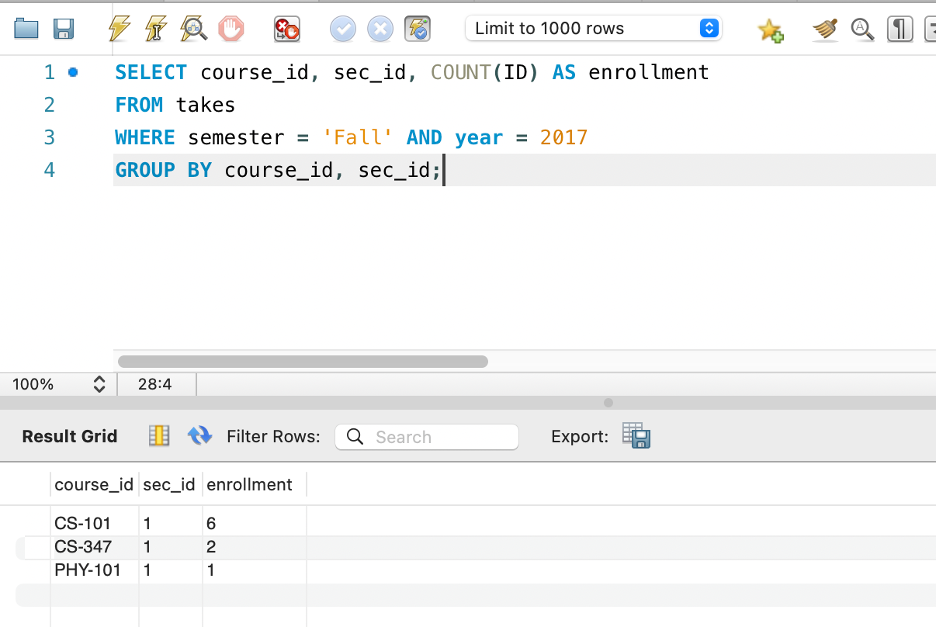 Limit to 1000 rows
1 SELECT course_id, sec_id, COUNT(ID) AS enrollment
2 FROM takes
3 WHERE semester = 'Fall' AND year = 2017
4 GROUP BY course_id, sec_id;
100% 28:4
Result Grid Filter Rows: Search Export:
course_id sec_id enrollment
CS-101 1 6
CS-347 1 2
PHY-101 1 1